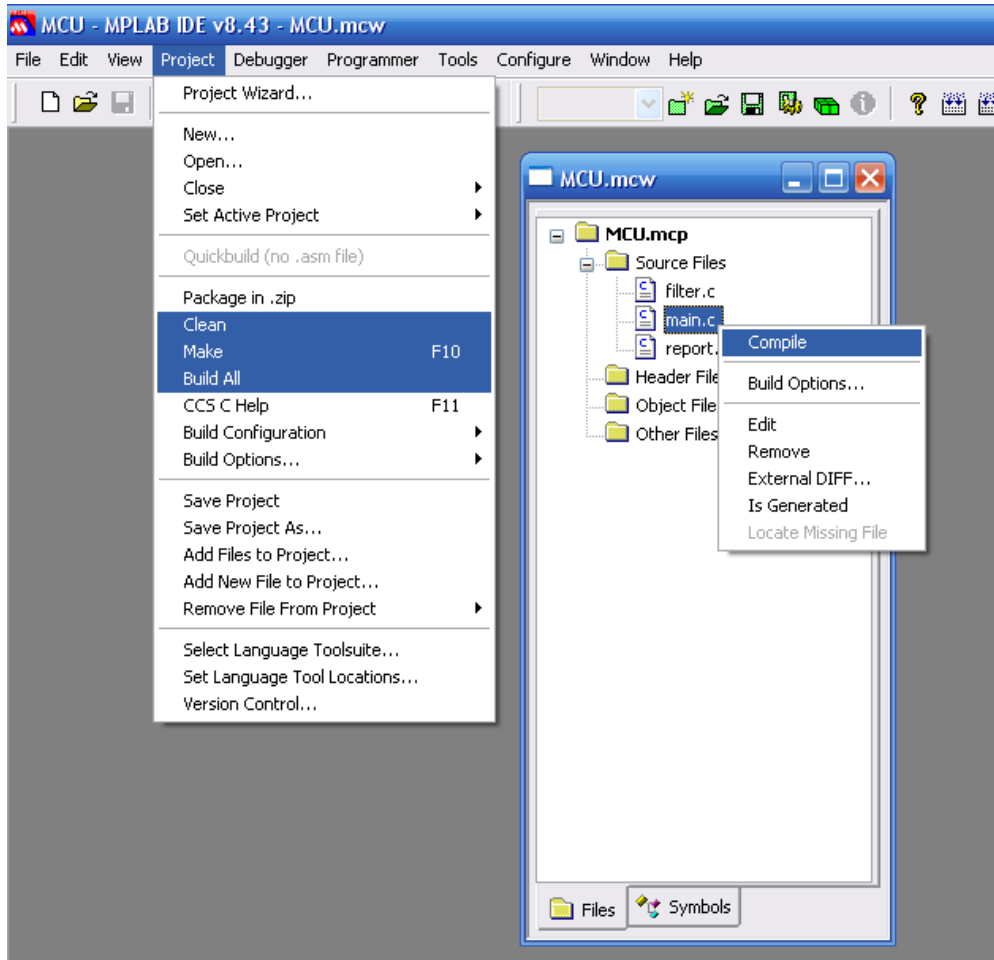 MCU - MPLAB IDE v8.43 - MCU.mcw
File Edit View Project Debugger Programmer Tools Configure Window Help
Project Wizard...
New...
Open...
Close
Set Active Project
Quickbuild (no .asm file)
Package in .zip
Clean
Make F10
Build All
CCS C Help F11
Build Configuration
Build Options...
Save Project
Save Project As...
Add Files to Project...
Add New File to Project...
Remove File From Project
Select Language Toolsuite...
Set Language Tool Locations...
Version Control...
MCU.mcw
MCU.mcp
Source Files
filter.c
main.c
report.
Header File
Object File
Other Files
Compile
Build Options...
Edit
Remove
External DIFF...
Is Generated
Locate Missing File
Files Symbols